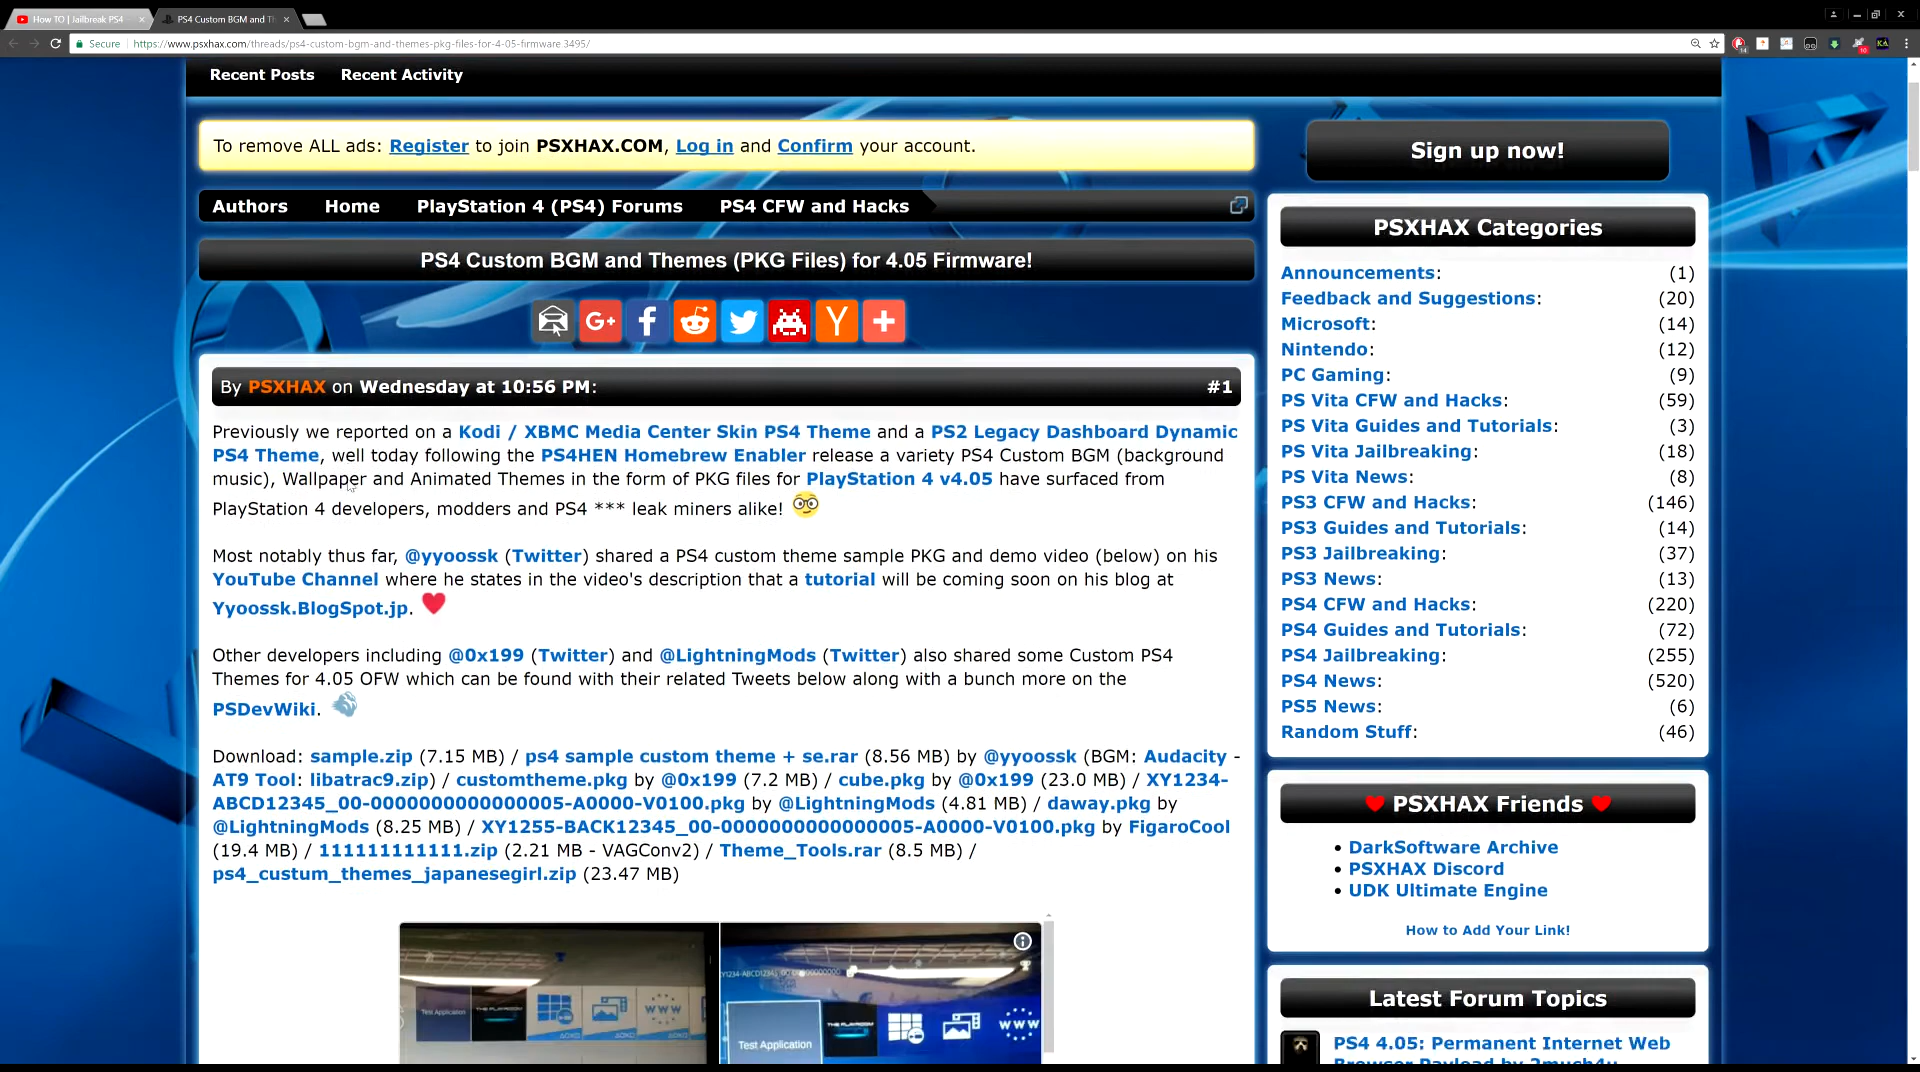 How TO | Jailbreak PS4
PS4 Custom BGM and Th
Secure
https://www.psxhax.com/threads/ps4-custom-bgm-and-themes-pkg-files-for-4-05-firmware.3495/
Recent Posts Recent Activity
To remove ALL ads: Register to join PSXHAX.COM, Log in and Confirm your account.
Authors Home PlayStation 4 (PS4) Forums PS4 CFW and Hacks
PS4 Custom BGM and Themes (PKG Files) for 4.05 Firmware!
By PSXHAX on Wednesday at 10:56 PM: #1
Previously we reported on a Kodi / XBMC Media Center Skin PS4 Theme and a PS2 Legacy Dashboard Dynamic
PS4 Theme, well today following the PS4HEN Homebrew Enabler release a variety PS4 Custom BGM (background
music), Wallpaper and Animated Themes in the form of PKG files for PlayStation 4 v4.05 have surfaced from
PlayStation 4 developers, modders and PS4 *** leak miners alike!
Most notably thus far, @yyoossk (Twitter) shared a PS4 custom theme sample PKG and demo video (below) on his
YouTube Channel where he states in the video's description that a tutorial will be coming soon on his blog at
Yyoossk.BlogSpot.jp.
Other developers including @0x199 (Twitter) and @LightningMods (Twitter) also shared some Custom PS4
Themes for 4.05 OFW which can be found with their related Tweets below along with a bunch more on the
PSDevWiki.
Download: sample.zip (7.15 MB) / ps4 sample custom theme + se.rar (8.56 MB) by @yyoossk (BGM: Audacity -
AT9 Tool: libatrac9.zip) / customtheme.pkg by @0x199 (7.2 MB) / cube.pkg by @0x199 (23.0 MB) / XY1234-
ABCD12345_00-0000000000000005-A0000-V0100.pkg by @LightningMods (4.81 MB) / daway.pkg by
@LightningMods (8.25 MB) / XY1255-BACK12345_00-0000000000000005-A0000-V0100.pkg by FigaroCool
(19.4 MB) / 111111111111.zip (2.21 MB - VAGConv2) / Theme_Tools.rar (8.5 MB) /
ps4_custum_themes_japanesegirl.zip (23.47 MB)
Test Application
WWW
Test Application
WWW
Sign up now!
PSXHAX Categories
Announcements: (1)
Feedback and Suggestions: (20)
Microsoft: (14)
Nintendo: (12)
PC Gaming: (9)
PS Vita CFW and Hacks: (59)
PS Vita Guides and Tutorials: (3)
PS Vita Jailbreaking: (18)
PS Vita News: (8)
PS3 CFW and Hacks: (146)
PS3 Guides and Tutorials: (14)
PS3 Jailbreaking: (37)
PS3 News: (13)
PS4 CFW and Hacks: (220)
PS4 Guides and Tutorials: (72)
PS4 Jailbreaking: (255)
PS4 News: (520)
PS5 News: (6)
Random Stuff: (46)
PSXHAX Friends
• DarkSoftware Archive
• PSXHAX Discord
• UDK Ultimate Engine
How to Add Your Link!
Latest Forum Topics
PS4 4.05: Permanent Internet Web
Browser Payload by 2much4u